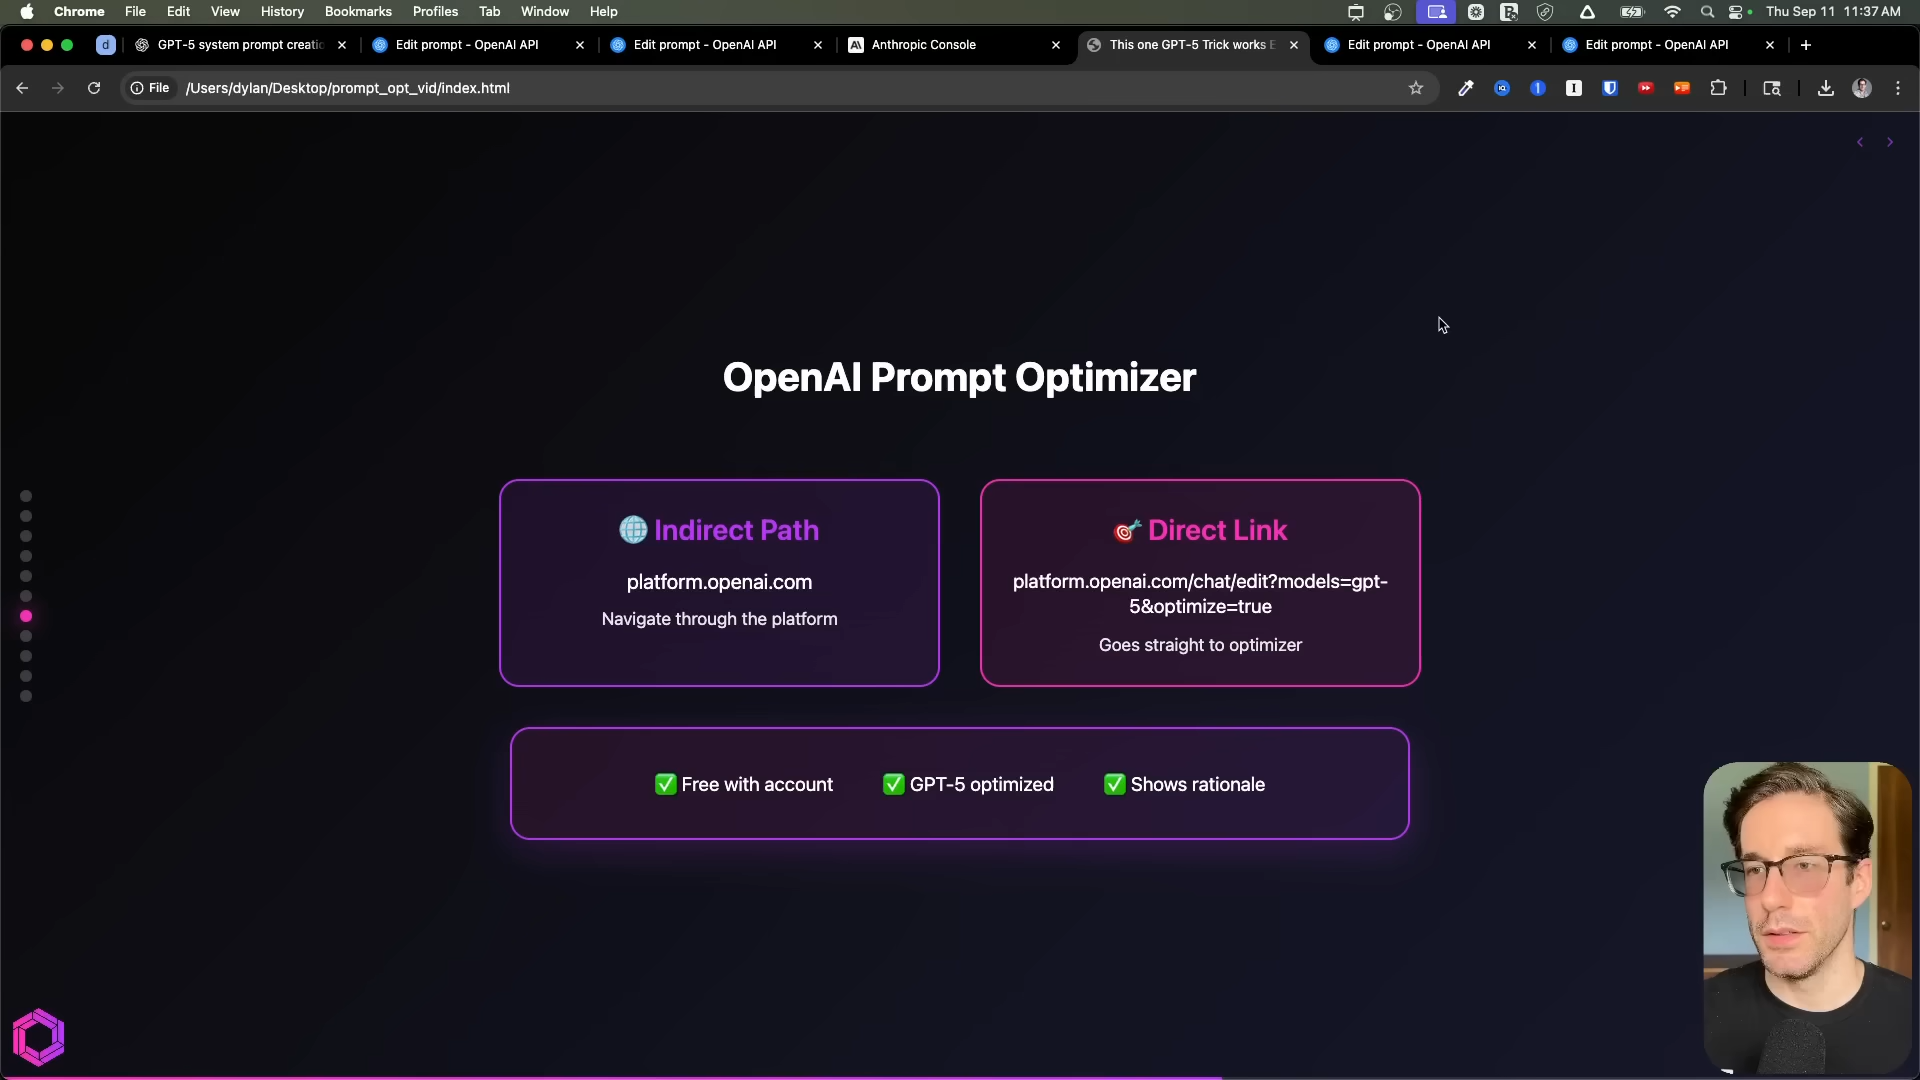 Chrome File Edit View History Bookmarks Profiles Tab Window Help Thu Sep 11 11:37 AM
d GPT-5 system prompt creatio Edit prompt - OpenAI API Edit prompt - OpenAI API Anthropic Console This one GPT-5 Trick works E Edit prompt - OpenAI API Edit prompt - OpenAI API
File /Users/dylan/Desktop/prompt_opt_vid/index.html
OpenAI Prompt Optimizer
Indirect Path
platform.openai.com
Navigate through the platform
Direct Link
platform.openai.com/chat/edit?models=gpt-
5&optimize=true
Goes straight to optimizer
Free with account GPT-5 optimized Shows rationale